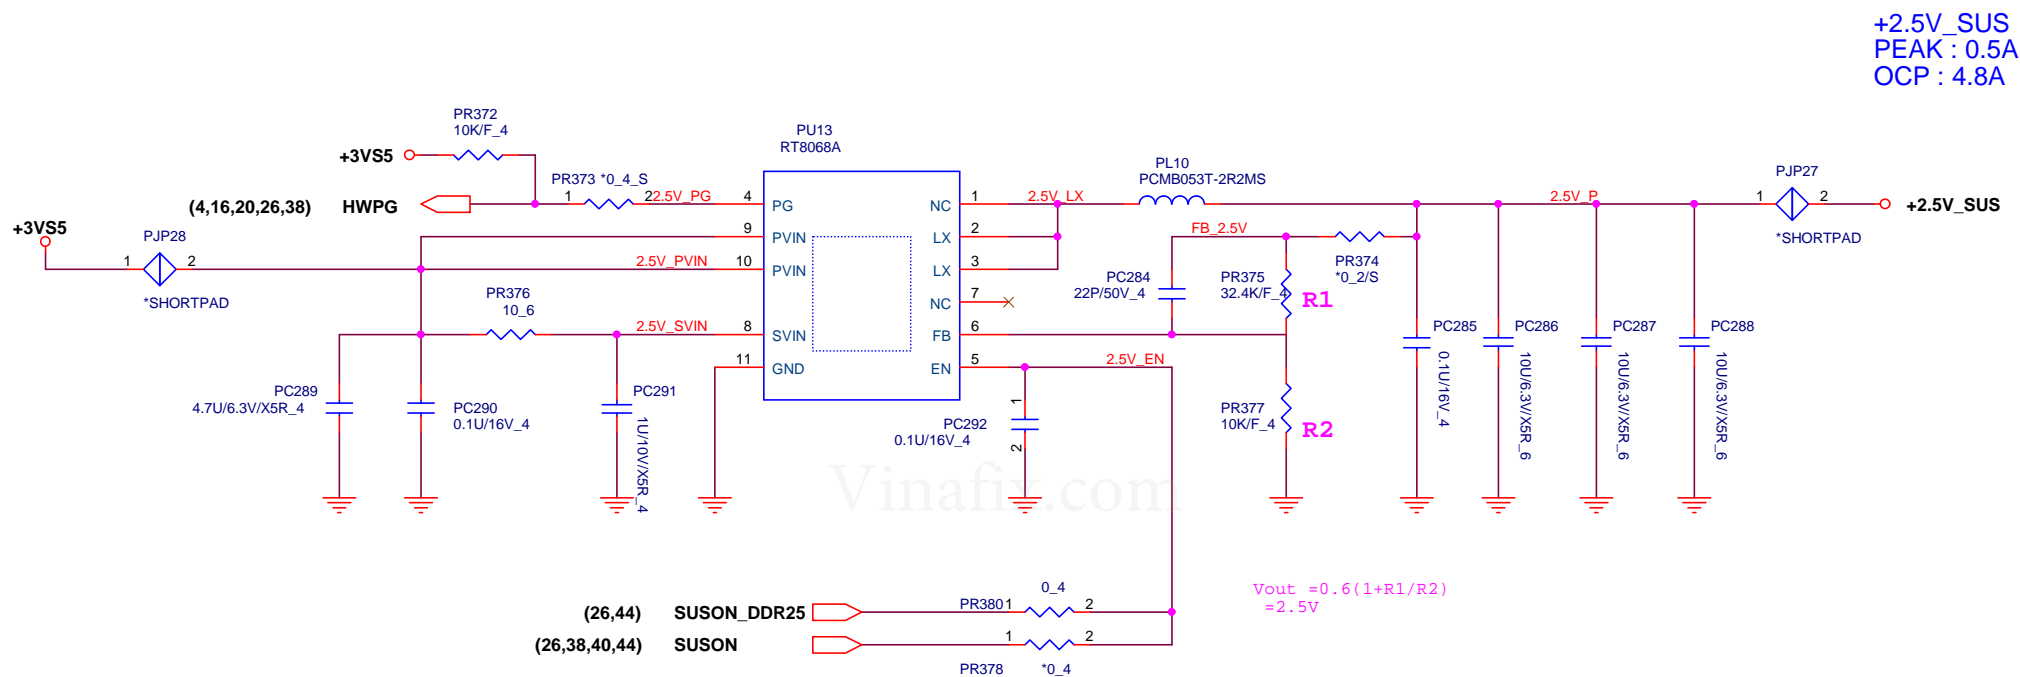 +2.5V_SUS
PEAK : 0.5A
OCP : 4.8A
PR372
10K/F_4
+3VS5
PU13
RT8068A
PR373 *0_4_S
1
2
2.5V_PG
4
PG
(4,16,20,26,38)
HWPG
+3VS5
PJP28
1
2
*SHORTPAD
9
PVIN
2.5V_PVIN
10
PVIN
PR376
10_6
2.5V_SVIN
8
SVIN
11
GND
PC289
4.7U/6.3V/X5R_4
PC290
0.1U/16V_4
PC291
1U/10V/X5R_4
NC
1
2.5V_LX
LX
2
LX
3
NC
7
FB
6
EN
5
2.5V_EN
PL10
PCMB053T-2R2MS
FB_2.5V
PC284
22P/50V_4
PR375
32.4K/F_4
R1
PR374
*0_2/S
2.5V_P
PJP27
1
2
*SHORTPAD
+2.5V_SUS
PC285
0.1U/16V_4
PC286
10U/6.3V/X5R_6
PC287
10U/6.3V/X5R_6
PC288
10U/6.3V/X5R_6
PR377
10K/F_4
R2
1
PC292
0.1U/16V_4
2
Vinafix.com
Vout =0.6(1+R1/R2)
=2.5V
(26,44)
SUSON_DDR25
PR380
1
0_4
2
(26,38,40,44)
SUSON
1
2
PR378
*0_4